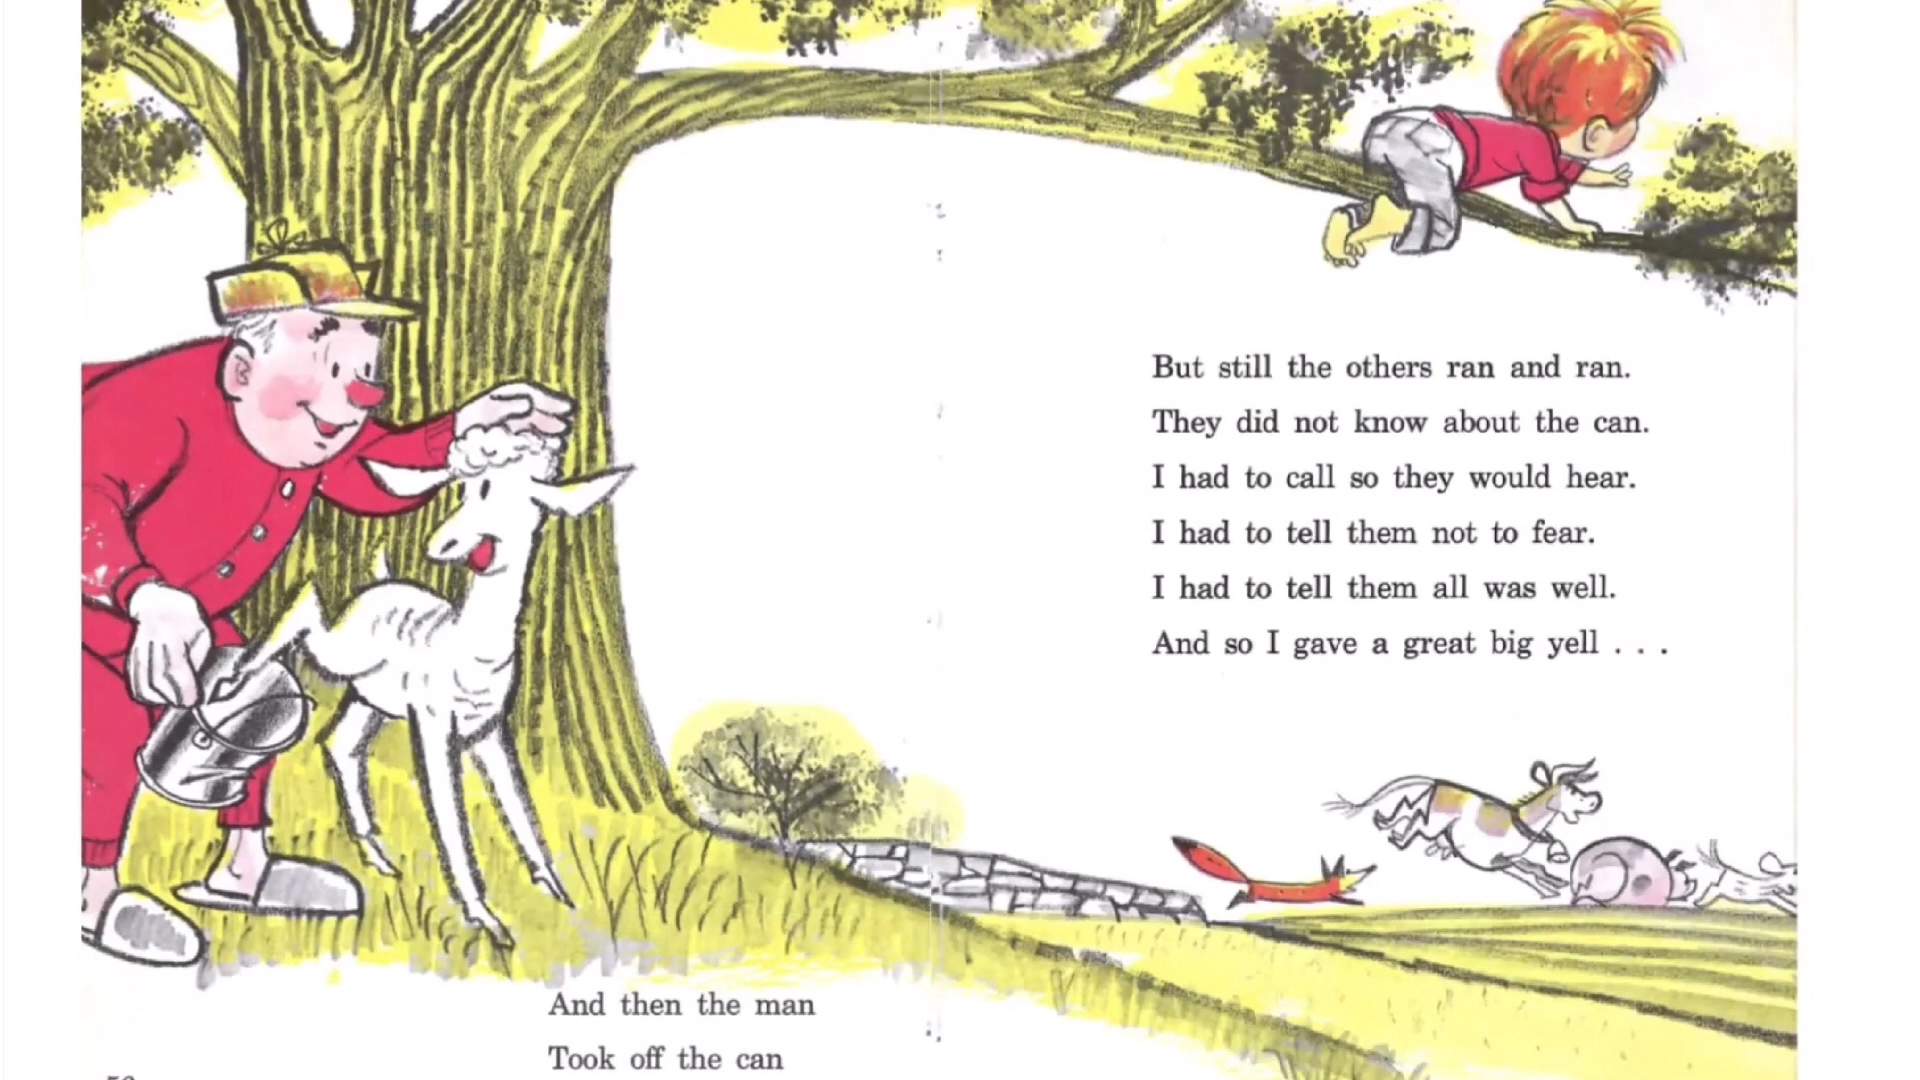 And then the man
Took off the can
But still the others ran and ran.
They did not know about the can.
I had to call so they would hear.
I had to tell them not to fear.
I had to tell them all was well.
And so I gave a great big yell . . .